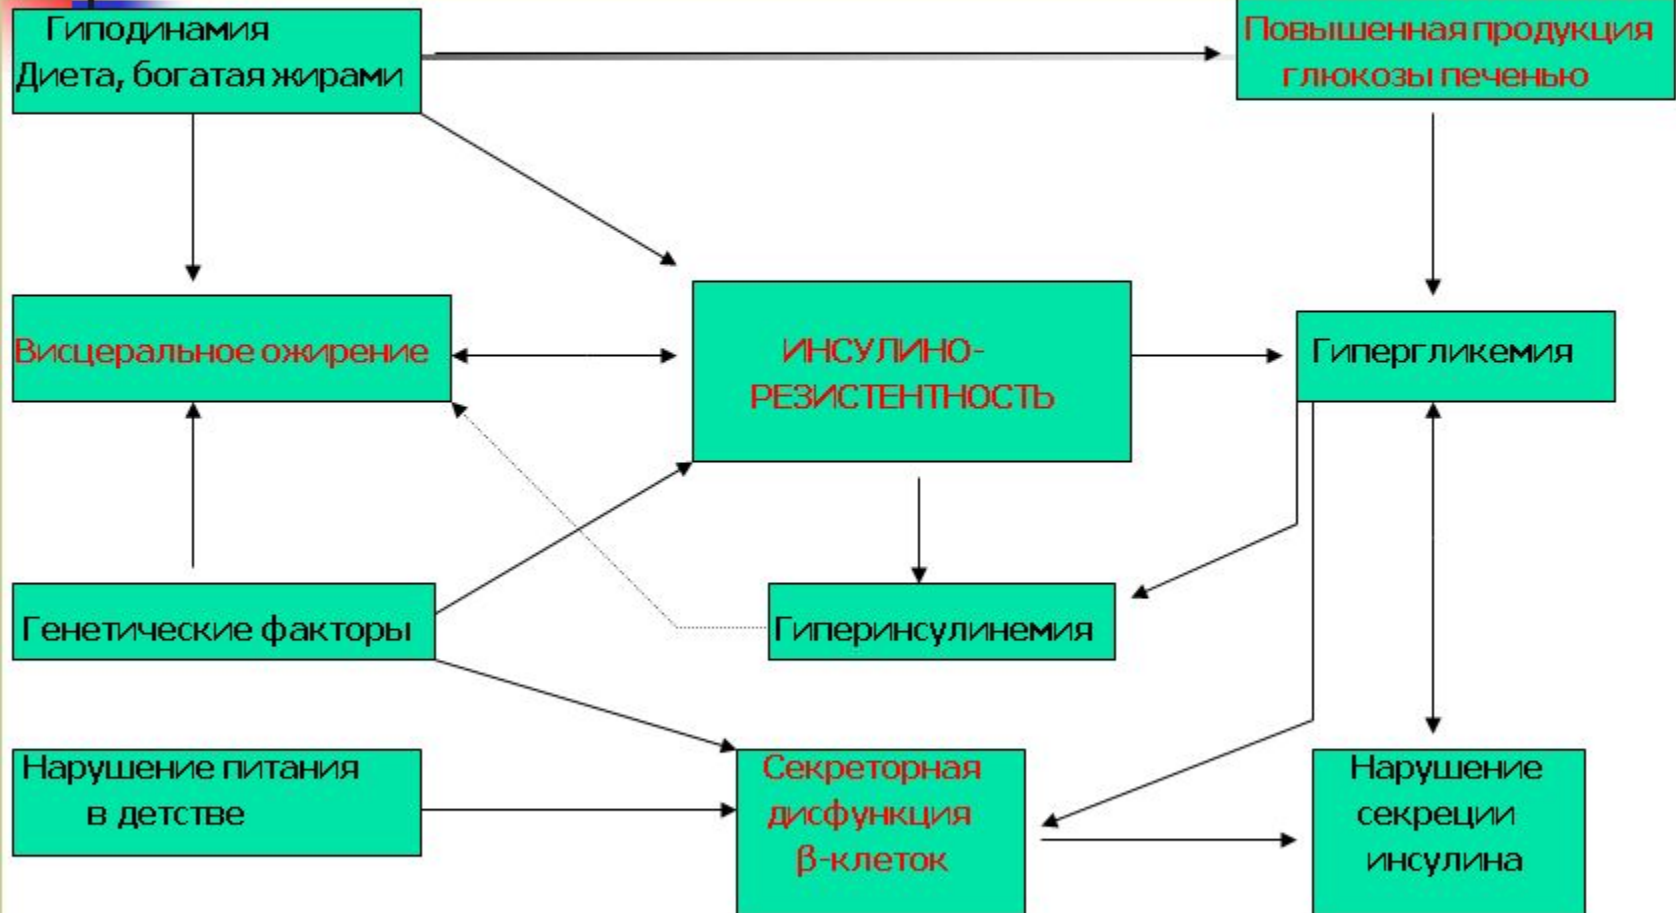 Гиподинамия
Диета, богатая жирами
Повышенная продукция
глюкозы печенью
Висцеральное ожирение
ИНСУЛИНО-
РЕЗИСТЕНТНОСТЬ
Гипергликемия
Генетические факторы
Гиперинсулинемия
Нарушение питания
в детстве
Секреторная
дисфункция
β-клеток
Нарушение
секреции
инсулина